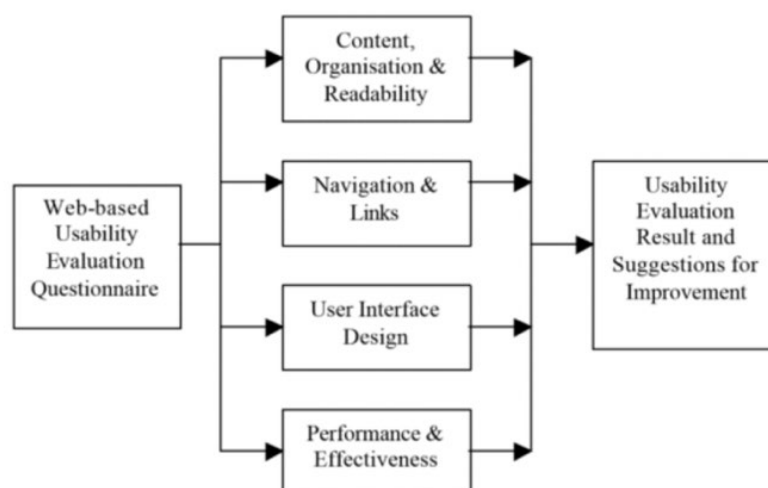 Content,
Organisation &
Readability
Web-based
Usability
Evaluation
Questionnaire
Navigation &
Links
User Interface
Design
Performance &
Effectiveness
Usability
Evaluation
Result and
Suggestions for
Improvement